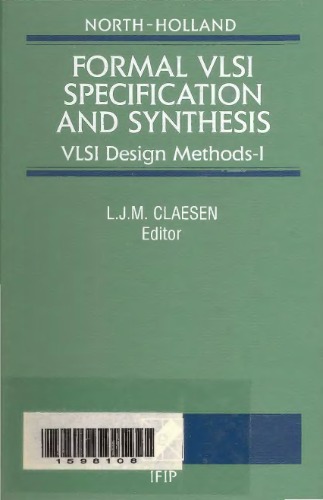 NORTH-HOLLAND
FORMAL VLSI
SPECIFICATION
AND SYNTHESIS
VLSI Design Methods-I
L.J.M. CLAESEN
Editor
1598108
IFIP